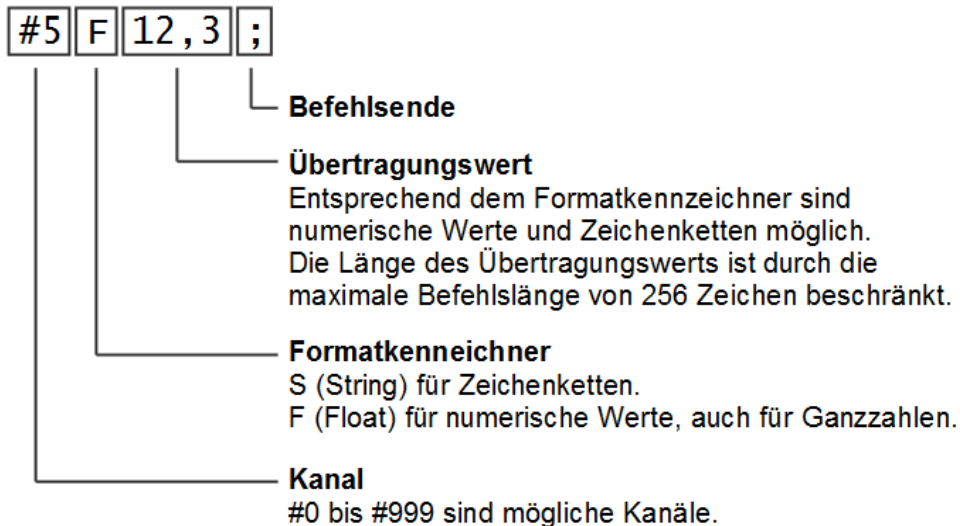 #5 F 12,3 ;
Befehlsende
Übertragungswert
Entsprechend dem Formatkennzeichner sind
numerische Werte und Zeichenketten möglich.
Die Länge des Übertragungswerts ist durch die
maximale Befehlslänge von 256 Zeichen beschränkt.
Formatkenneichner
S (String) für Zeichenketten.
F (Float) für numerische Werte, auch für Ganzzahlen.
Kanal
#0 bis #999 sind mögliche Kanäle.